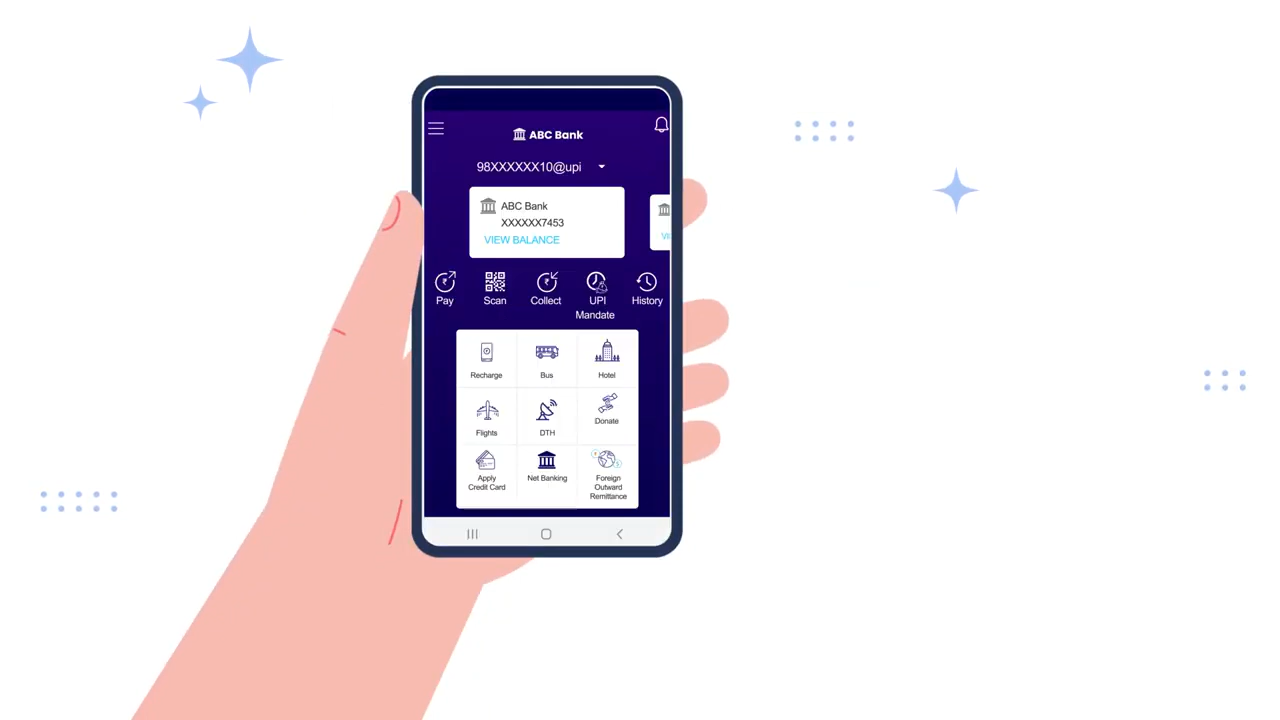 ABC Bank
98XXXXXX10@upi
ABC Bank
XXXXXX7453
VIEW BALANCE
Pay
Scan
Collect
UPI
Mandate
History
Recharge
Bus
Hotel
Flights
DTH
Donate
Apply
Credit Card
Net Banking
Foreign
Outward
Remittance